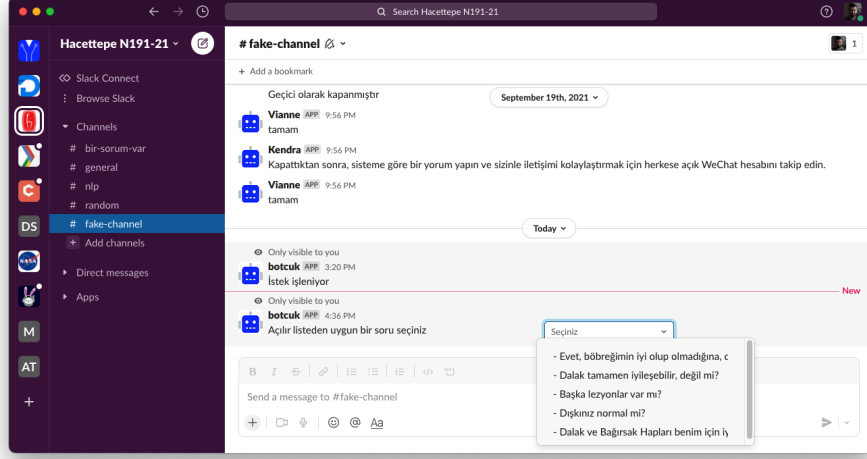 Search Hacettepe N191-21
Hacettepe N191-21
Slack Connect
Browse Slack
Channels
# bir-sorum-var
# general
# nlp
# random
# fake-channel
+ Add channels
Direct messages
Apps
DS
NASA
M
AT
# fake-channel
1
+ Add a bookmark
September 19th, 2021
Geçici olarak kapanmıştır
Vianne APP 9:56 PM
tamam
Kendra APP 9:56 PM
Kapattıktan sonra, sisteme göre bir yorum yapın ve sizinle iletişimi kolaylaştırmak için herkese açık WeChat hesabını takip edin.
Vianne APP 9:56 PM
tamam
Today
Only visible to you
botcuk APP 3:20 PM
İstek işleniyor
New
Only visible to you
botcuk APP 4:36 PM
Açılır listeden uygun bir soru seçiniz
Seçiniz
- Evet, böbreğimin iyi olup olmadığına, c
- Dalak tamamen iyileşebilir, değil mi?
- Başka lezyonlar var mı?
- Dışkınız normal mi?
- Dalak ve Bağırsak Hapları benim için iy
Send a message to #fake-channel